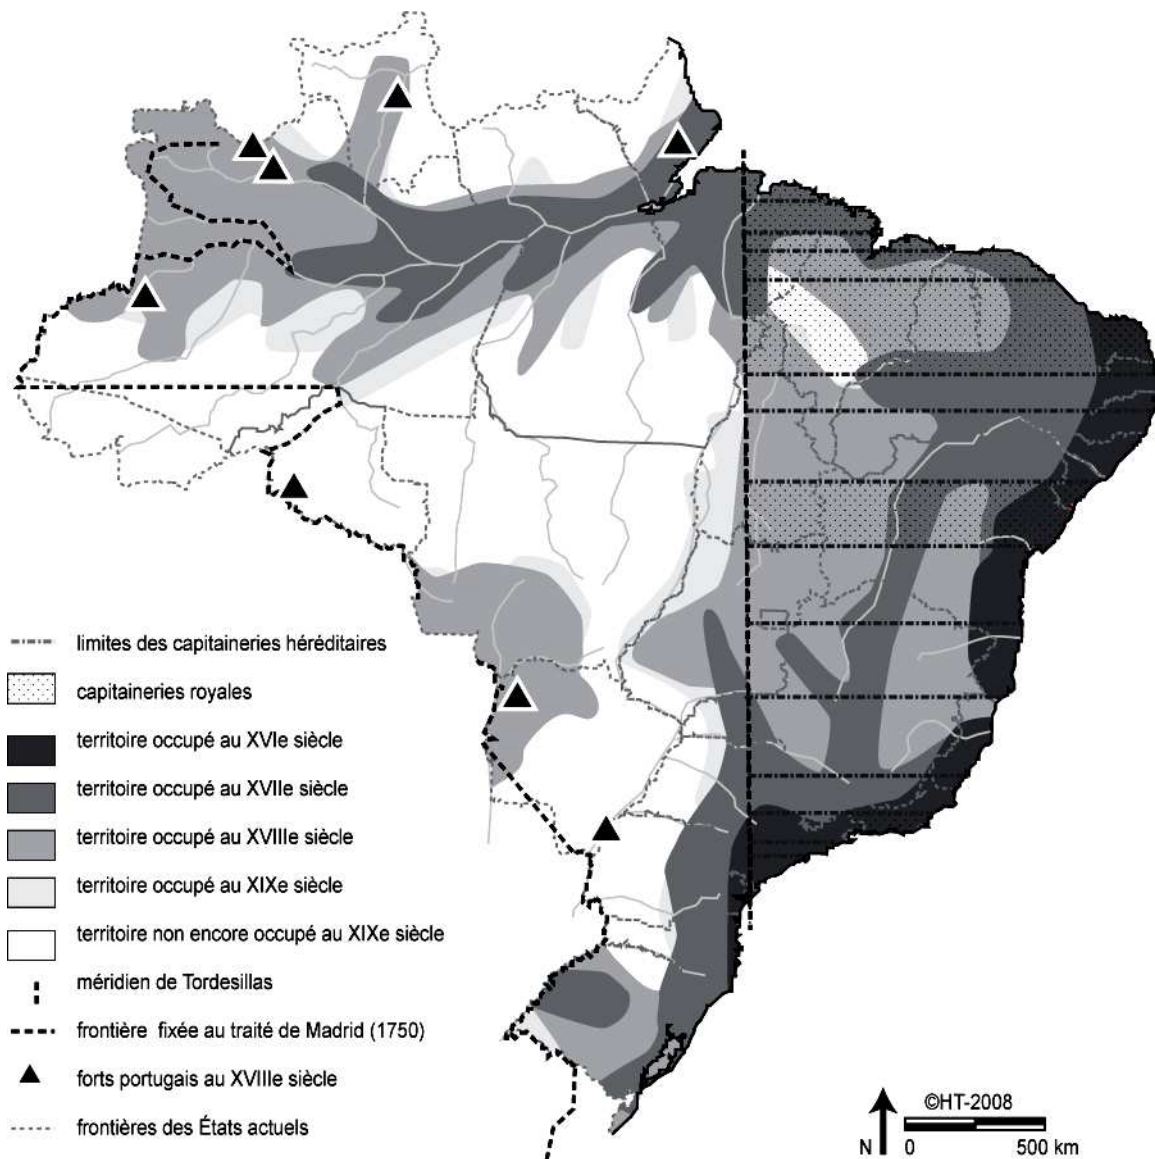 limites des capitaineries héréditaires
capitaineries royales
territoire occupé au XVIe siècle
territoire occupé au XVIIe siècle
territoire occupé au XVIIIe siècle
territoire occupé au XIXe siècle
territoire non encore occupé au XIXe siècle
méridien de Tordesillas
frontière fixée au traité de Madrid (1750)
forts portugais au XVIIIe siècle
frontières des États actuels
©HT-2008
N 0 500 km